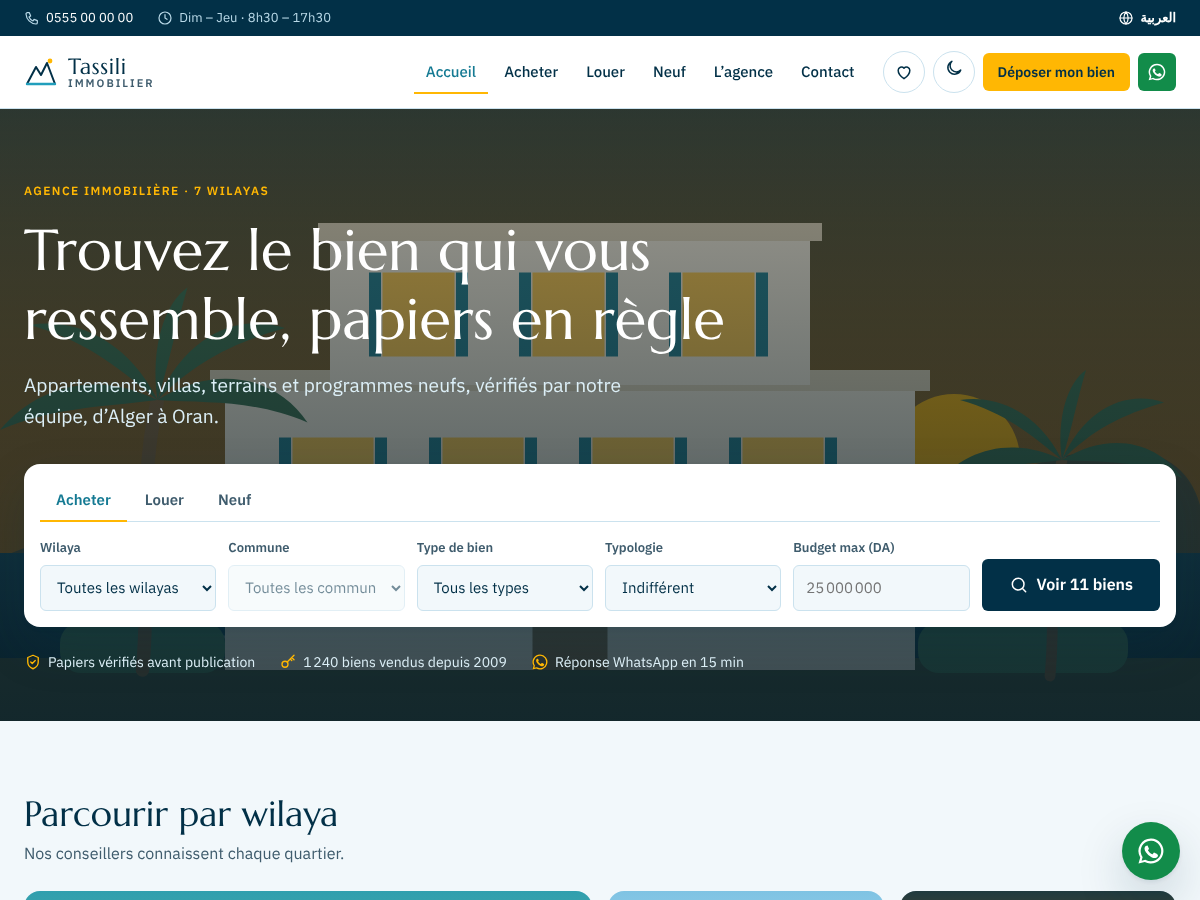 0555 00 00 00
Dim – Jeu · 8h30 – 17h30
العربية
Tassili
IMMOBILIER
Accueil
Acheter
Louer
Neuf
L’agence
Contact
Déposer mon bien
AGENCE IMMOBILIÈRE · 7 WILAYAS
Trouvez le bien qui vous
ressemble, papiers en règle
Appartements, villas, terrains et programmes neufs, vérifiés par notre
équipe, d’Alger à Oran.
Acheter
Louer
Neuf
Wilaya
Commune
Type de bien
Typologie
Budget max (DA)
Toutes les wilayas
Toutes les commun
Tous les types
Indifférent
25 000 000
Voir 11 biens
Papiers vérifiés avant publication
1 240 biens vendus depuis 2009
Réponse WhatsApp en 15 min
Parcourir par wilaya
Nos conseillers connaissent chaque quartier.